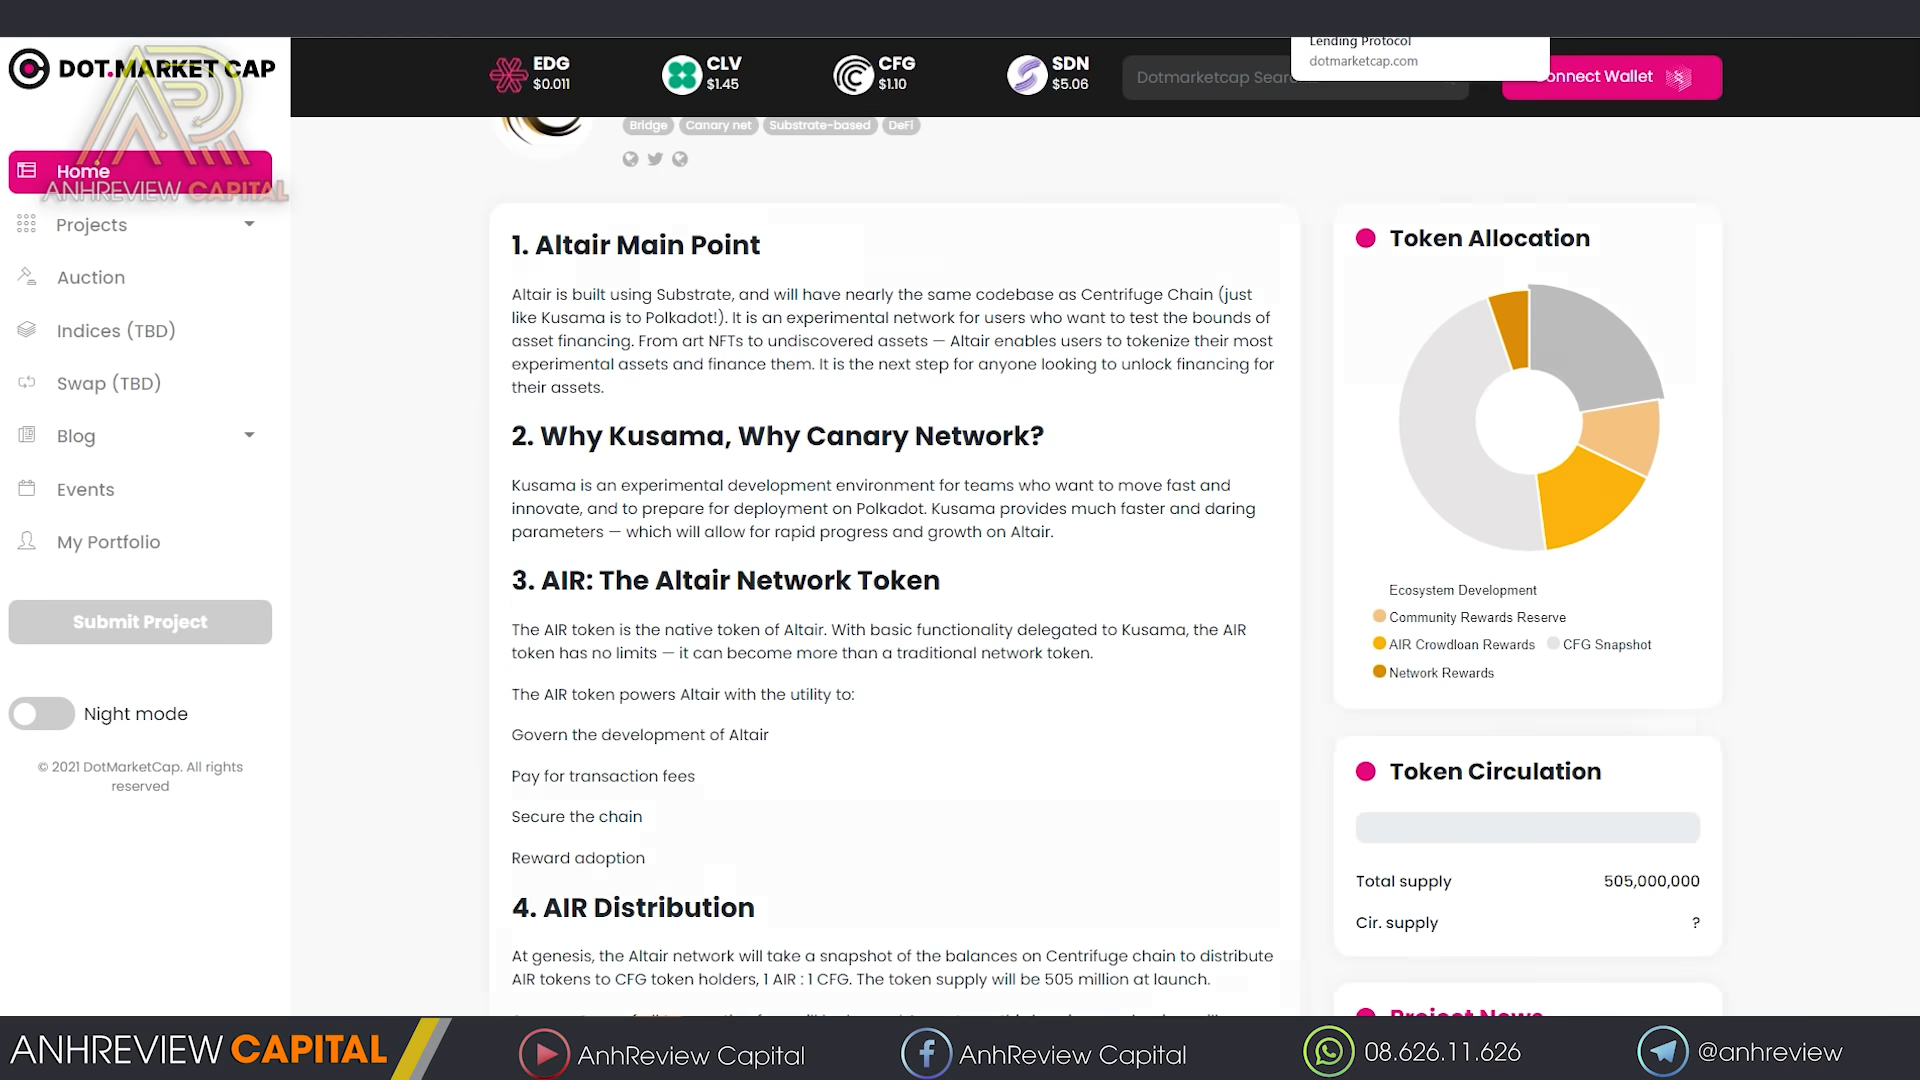 DOT.MARKET CAP
ANHREVIEW CAPITAL
EDG
$0.011
CLV
$1.45
CFG
$1.10
SDN
$5.06
Dotmarketcap Sear
Lending Protocol
dotmarketcap.com
onnect Wallet
Home
Projects
Auction
Indices (TBD)
Swap (TBD)
Blog
Events
My Portfolio
Submit Project
Night mode
© 2021 DotMarketCap. All rights
reserved
Bridge
Canary net
Substrate-based
DeFi
1. Altair Main Point
Altair is built using Substrate, and will have nearly the same codebase as Centrifuge Chain (just
like Kusama is to Polkadot!). It is an experimental network for users who want to test the bounds of
asset financing. From art NFTs to undiscovered assets — Altair enables users to tokenize their most
experimental assets and finance them. It is the next step for anyone looking to unlock financing for
their assets.
2. Why Kusama, Why Canary Network?
Kusama is an experimental development environment for teams who want to move fast and
innovate, and to prepare for deployment on Polkadot. Kusama provides much faster and daring
parameters — which will allow for rapid progress and growth on Altair.
3. AIR: The Altair Network Token
The AIR token is the native token of Altair. With basic functionality delegated to Kusama, the AIR
token has no limits — it can become more than a traditional network token.
The AIR token powers Altair with the utility to:
Govern the development of Altair
Pay for transaction fees
Secure the chain
Reward adoption
4. AIR Distribution
At genesis, the Altair network will take a snapshot of the balances on Centrifuge chain to distribute
AIR tokens to CFG token holders, 1 AIR : 1 CFG. The token supply will be 505 million at launch.
Token Allocation
Ecosystem Development
Community Rewards Reserve
AIR Crowdloan Rewards
CFG Snapshot
Network Rewards
Token Circulation
Total supply
505,000,000
Cir. supply
?
Project News
ANHREVIEW CAPITAL
AnhReview Capital
AnhReview Capital
08.626.11.626
@anhreview